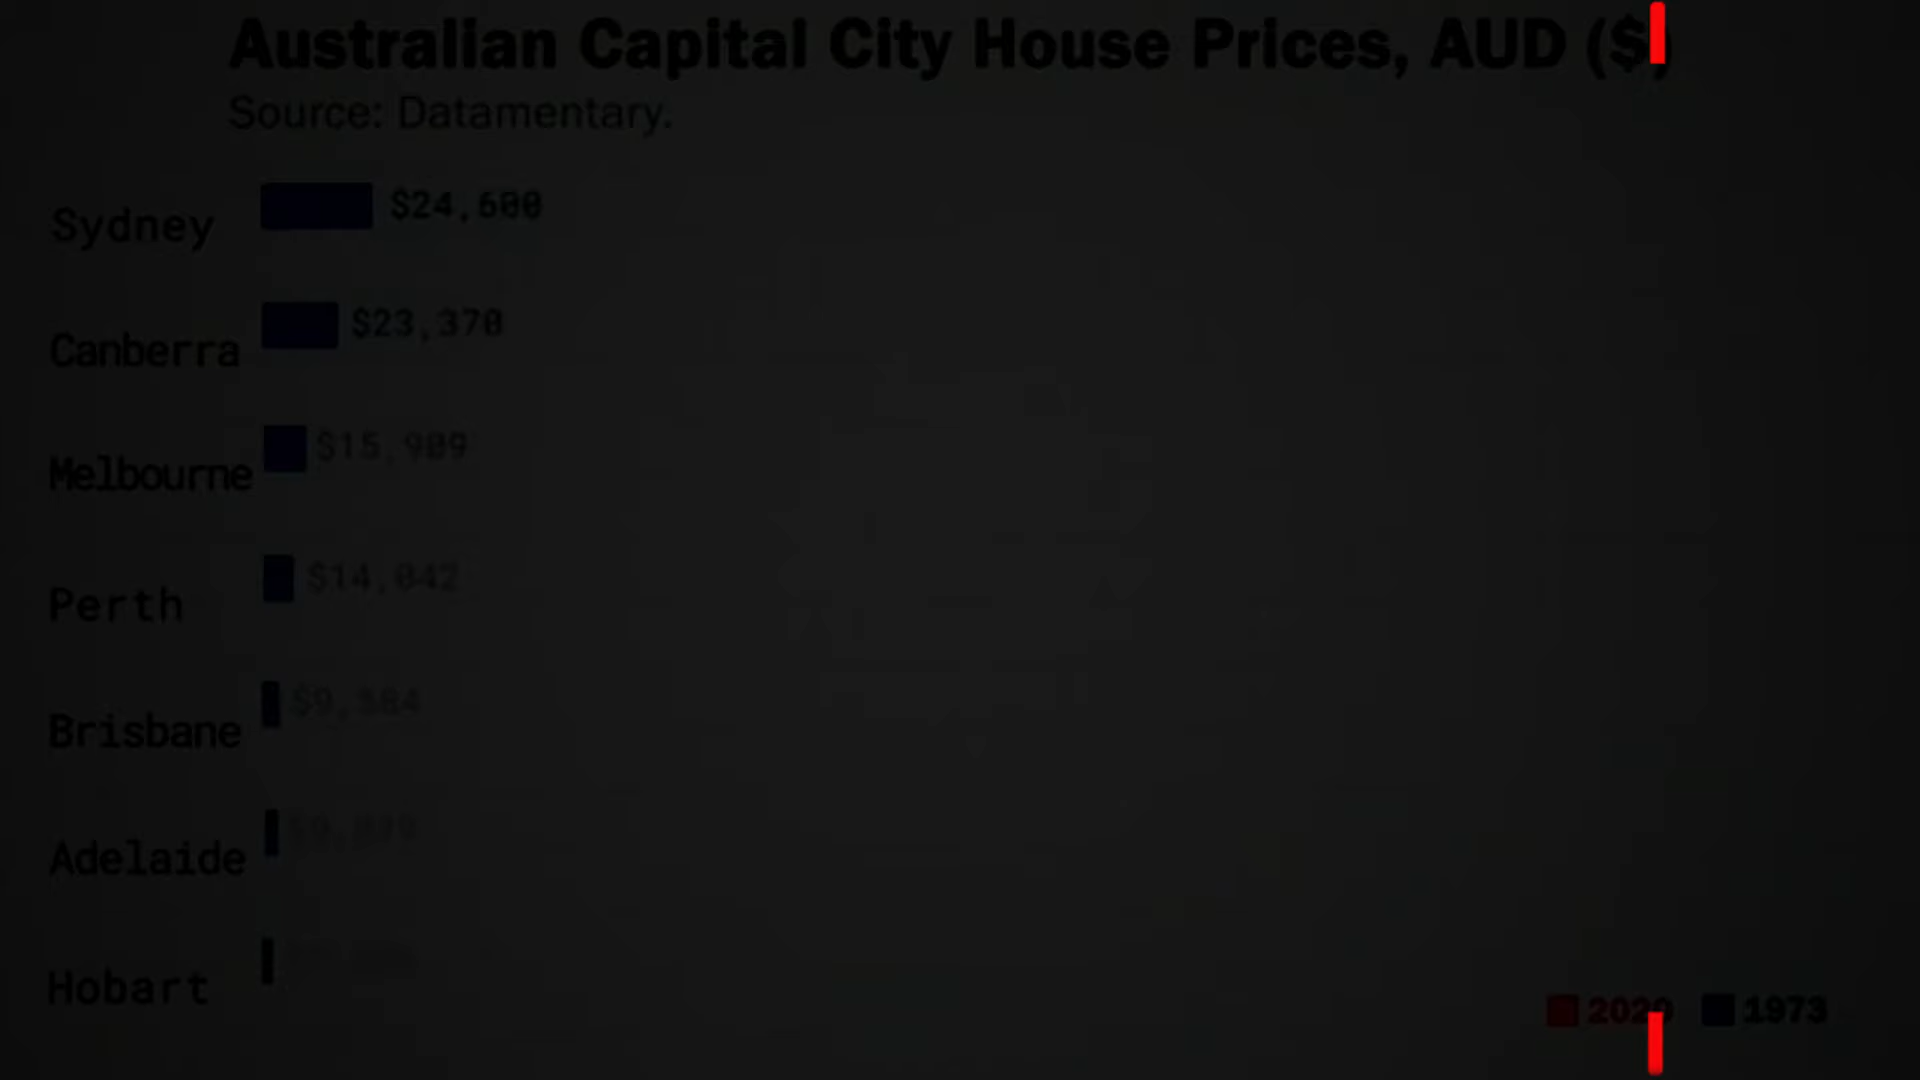 Australian Capital City House Prices, AUD ($)
Source: Datamentary.
Sydney $24,600
Canberra $23,370
Melbourne $15,909
Perth $14,042
Brisbane
Adelaide
Hobart
2020 1973